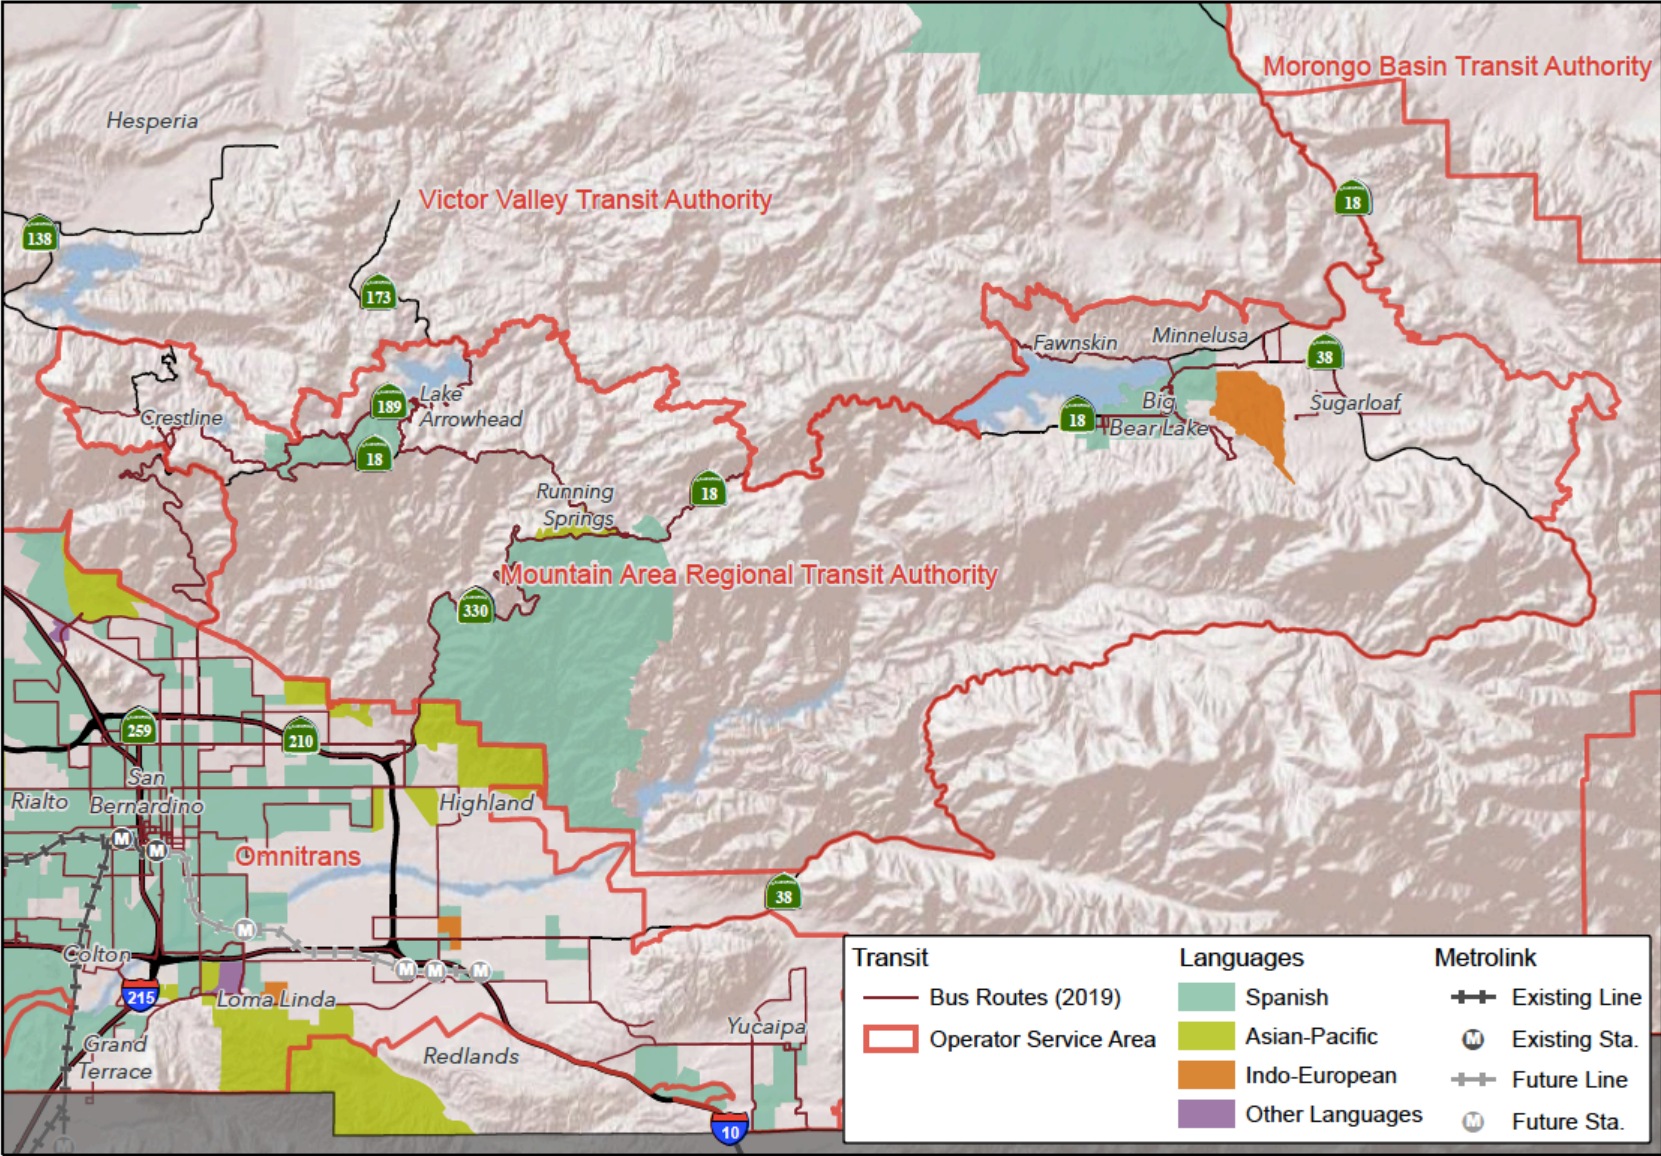 Morongo Basin Transit Authority
Hesperia
Victor Valley Transit Authority
18
138
173
Fawnskin
Minnelusa
38
189
Lake
Arrowhead
Crestline
18
Big
Bear Lake
Sugarloaf
18
Running
Springs
18
Mountain Area Regional Transit Authority
330
259
210
San
Bernardino
Rialto
Highland
M
M
Omnitrans
38
M
Colton
M
M
M
215
Loma Linda
Grand
Terrace
Redlands
Yucaipa
10
M
Transit
Bus Routes (2019)
Operator Service Area
Languages
Spanish
Asian-Pacific
Indo-European
Other Languages
Metrolink
Existing Line
M
Existing Sta.
Future Line
M
Future Sta.